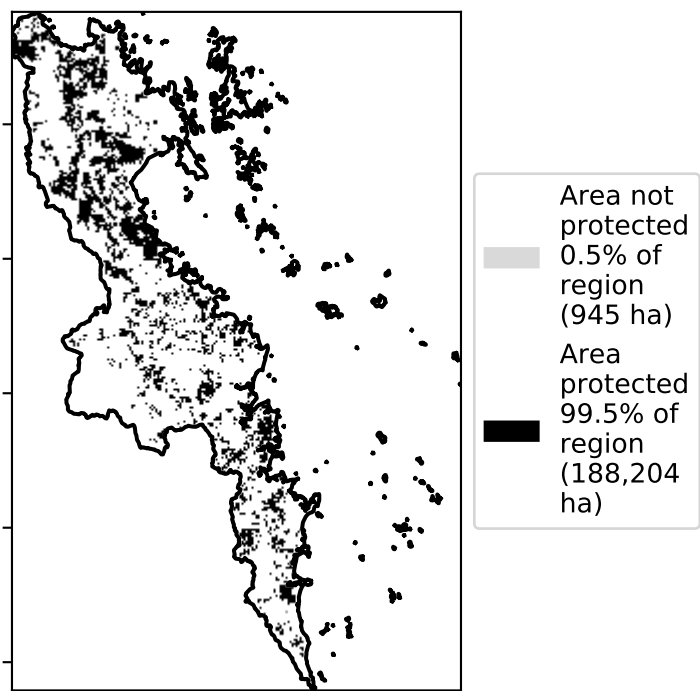 Area not
protected
0.5% of
region
(945 ha)
Area
protected
99.5% of
region
(188,204
ha)